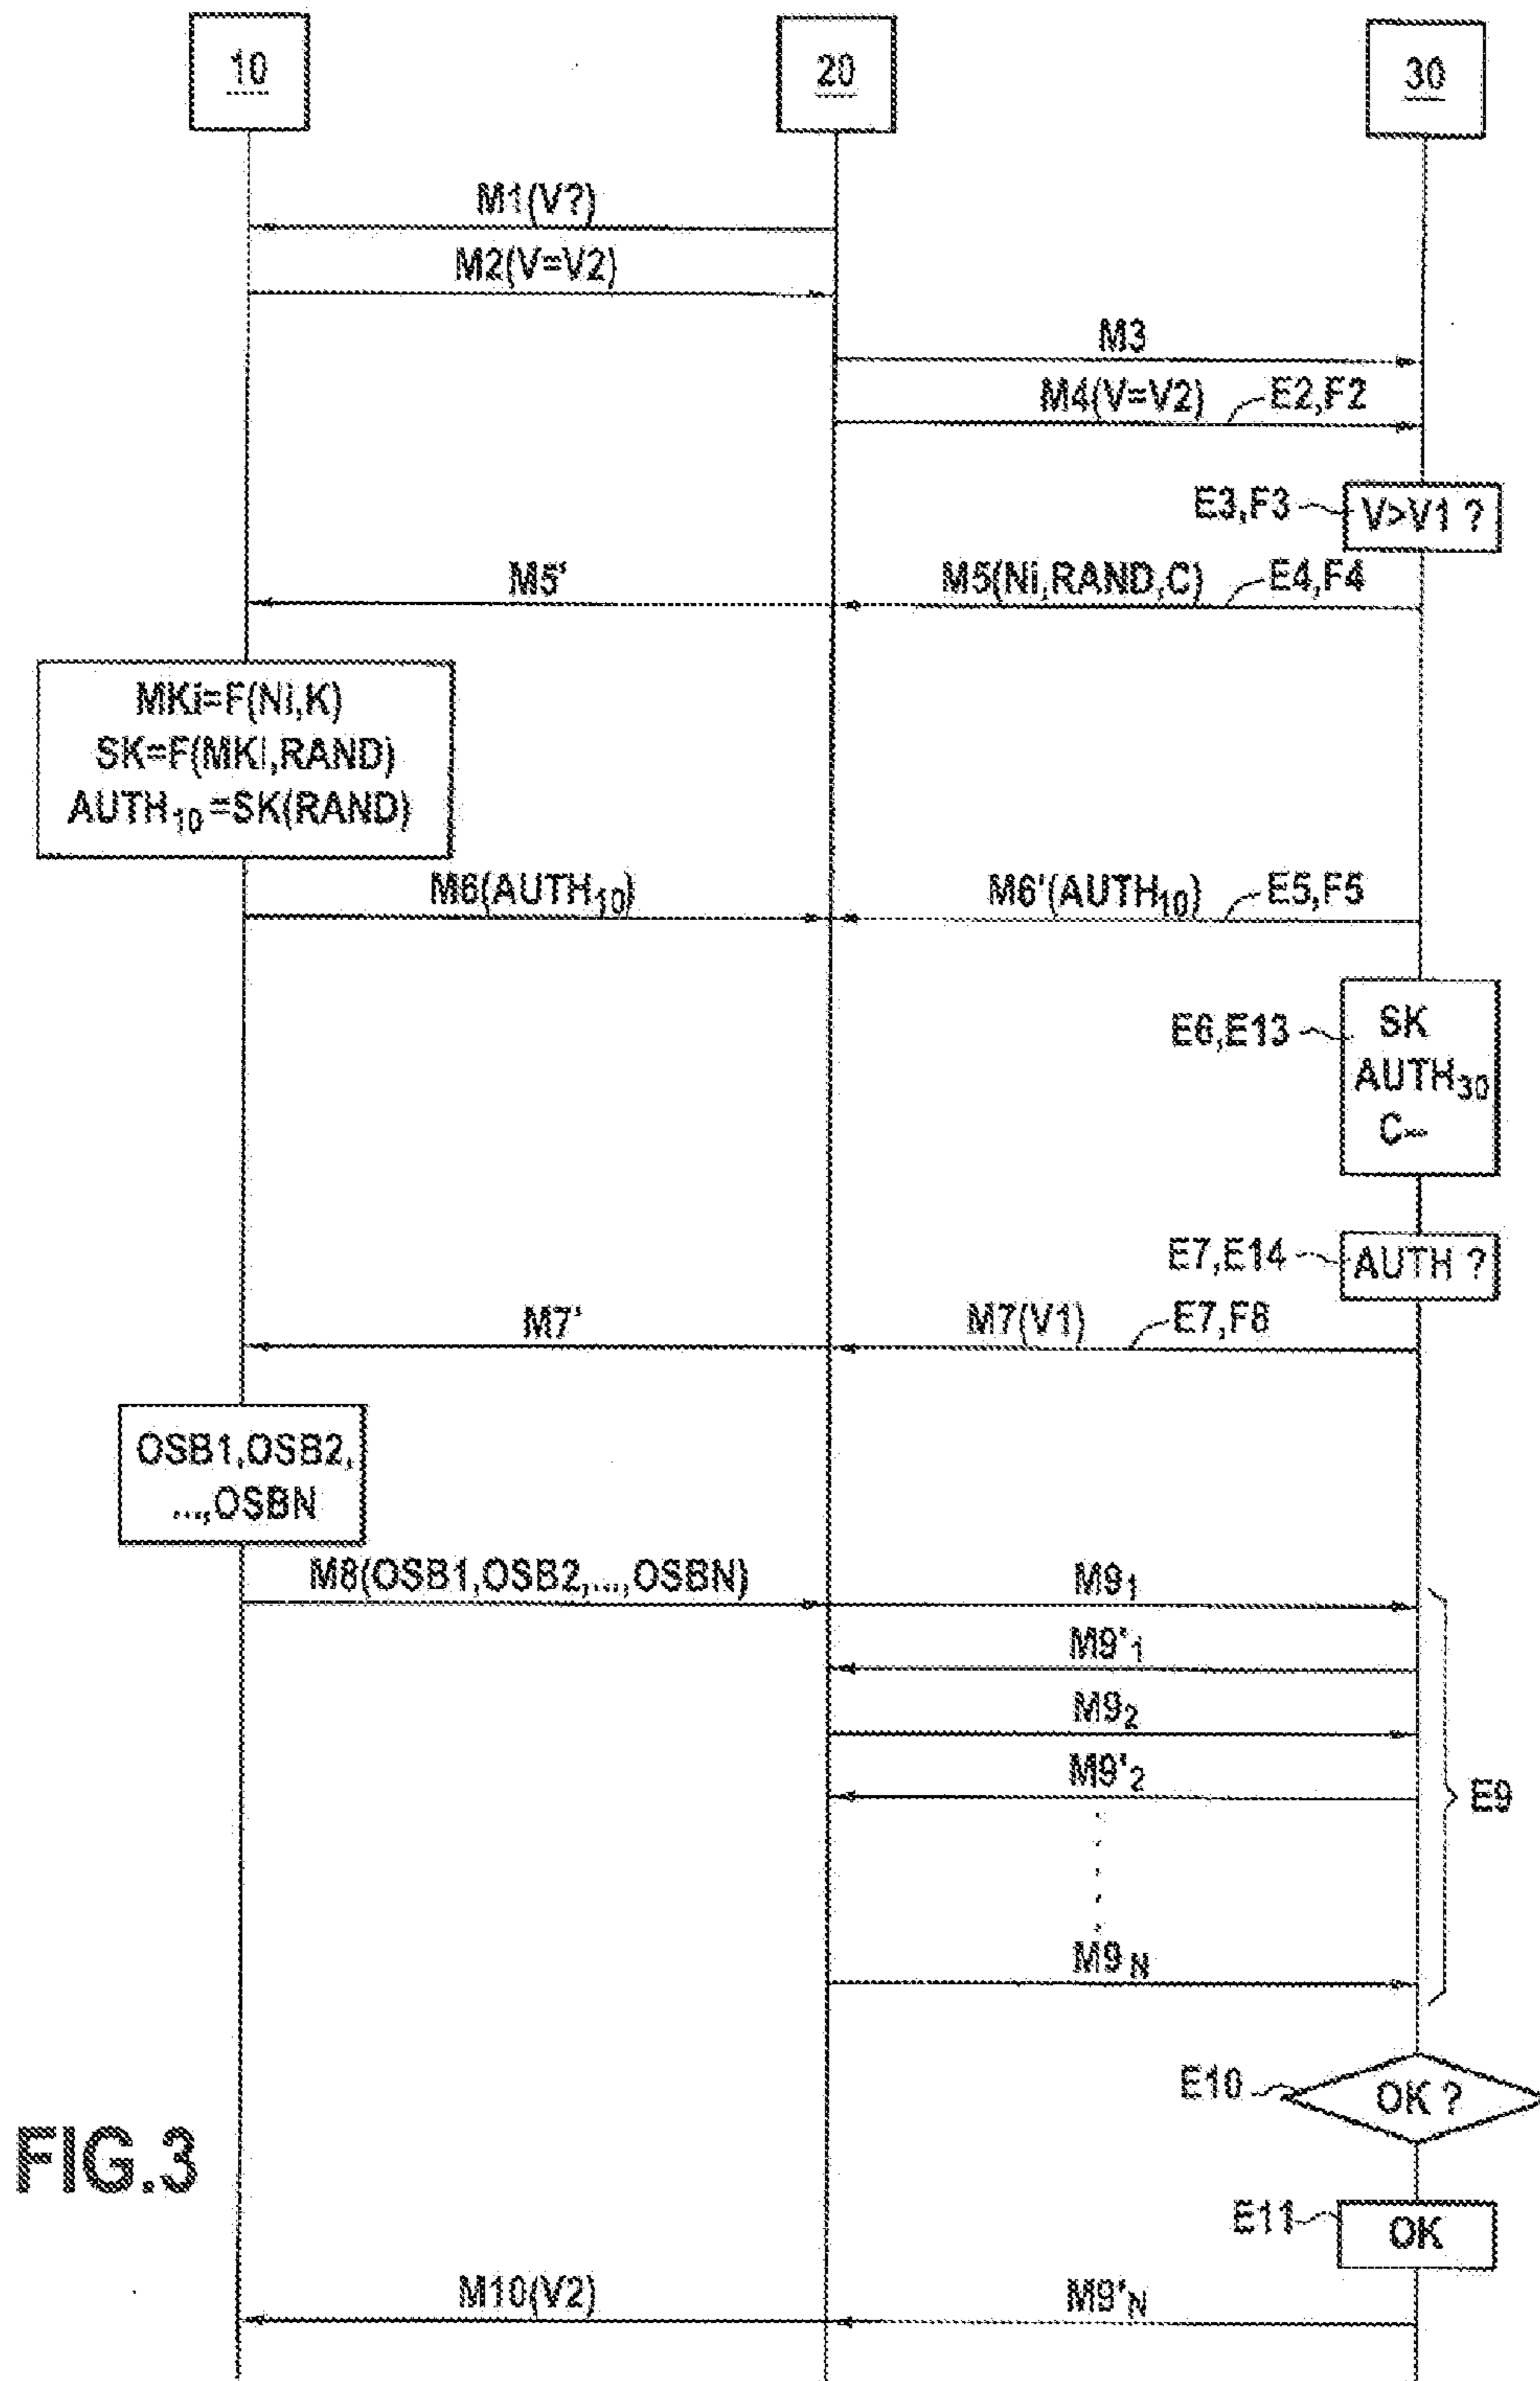 10
20
30
M1(V?)
M2(V=V2)
M3
M4(V=V2)
E2,F2
E3,F3
V>V1 ?
M5'
M5(Ni,RAND,C)
E4,F4
MKi=F(Ni,K)
SK=F(MKi,RAND)
AUTH10=SK(RAND)
M6(AUTH10)
M6'(AUTH10)
E5,F5
E6,E13
SK
AUTH30
C--
E7,E14
AUTH ?
M7'
M7(V1)
E7,F8
OSB1,OSB2,
...,OSBN
M8(OSB1,OSB2,...,OSBN)
M91
M9'1
M92
M9'2
E9
M9N
E10
OK ?
FIG.3
E11
OK
M10(V2)
M9'N